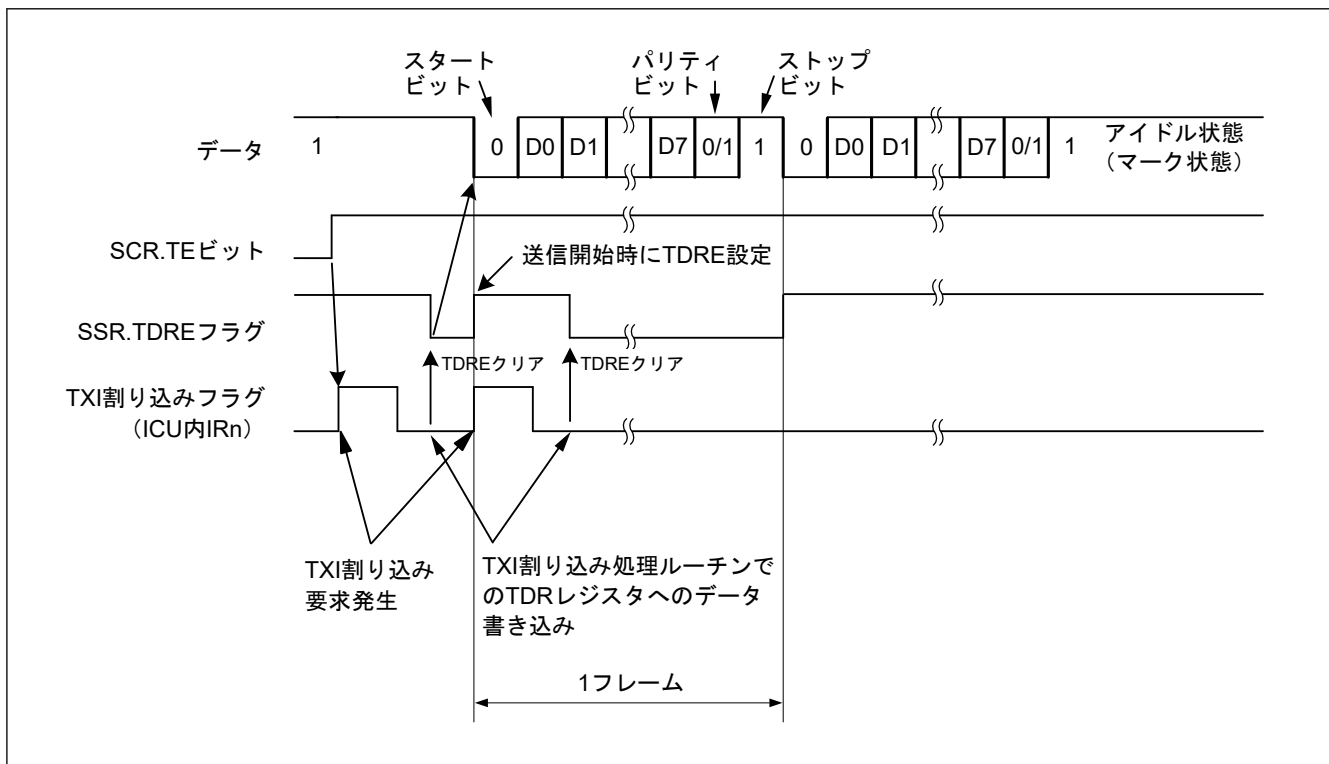 スタート
ビット
パリティ
ビット
ストップ
ビット
データ
1
0
D0
D1
D7
0/1
1
0
D0
D1
D7
0/1
1
アイドル状態
(マーク状態)
SCR.TEビット
送信開始時にTDRE設定
SSR.TDREフラグ
TDREクリア
TDREクリア
TXI割り込みフラグ
(ICU内IRn)
TXI割り込み
要求発生
TXI割り込み処理ルーチンで
のTDRレジスタへのデータ
書き込み
1フレーム